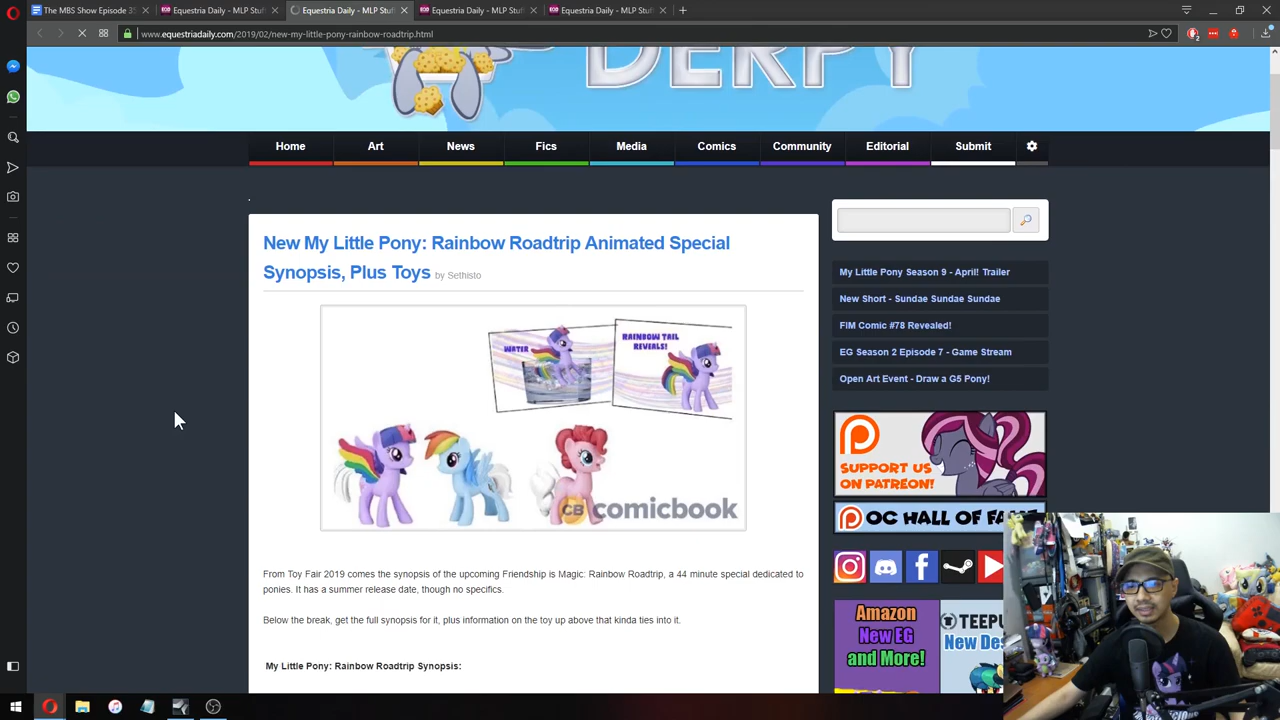 The MBS Show Episode 35
Equestria Daily - MLP Stuf
Equestria Daily - MLP Stuf
Equestria Daily - MLP Stuf
Equestria Daily - MLP Stuf
www.equestriadaily.com/2019/02/new-my-little-pony-rainbow-roadtrip.html
DERPY
Home
Art
News
Fics
Media
Comics
Community
Editorial
Submit
New My Little Pony: Rainbow Roadtrip Animated Special
Synopsis, Plus Toys by Sethisto
WATER
RAINBOW TAIL
REVEALS!
CB comicbook
From Toy Fair 2019 comes the synopsis of the upcoming Friendship is Magic: Rainbow Roadtrip, a 44 minute special dedicated to
ponies. It has a summer release date, though no specifics.
Below the break, get the full synopsis for it, plus information on the toy up above that kinda ties into it.
My Little Pony: Rainbow Roadtrip Synopsis:
My Little Pony Season 9 - April! Trailer
New Short - Sundae Sundae Sundae
FIM Comic #78 Revealed!
EG Season 2 Episode 7 - Game Stream
Open Art Event - Draw a G5 Pony!
SUPPORT US
ON PATREON!
OC HALL OF FAME
Amazon
New EG
and More!
TEEPU
New Des